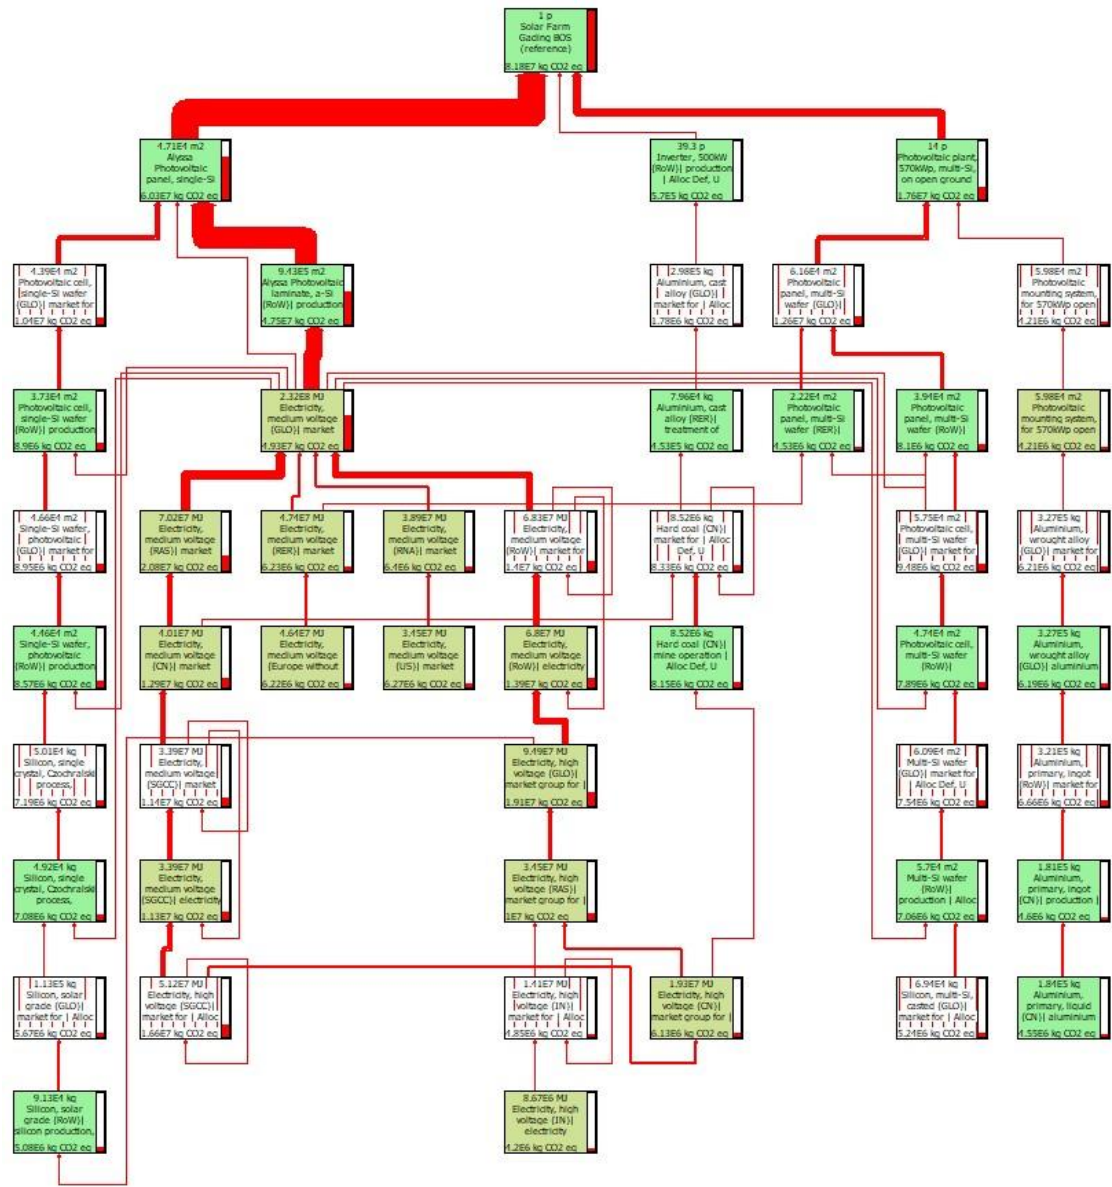 1 p
Solar Farm
Gading BOS
(reference)
8.18E7 kg CO2 eq
4.71E4 m2
Alyssa
Photovoltaic
panel, single-Si
6.03E7 kg CO2 eq
39.3 p
Inverter, 500kW
{RoW}| production
| Alloc Def, U
5.7E5 kg CO2 eq
14 p
Photovoltaic plant,
570kWp, multi-Si,
on open ground
1.76E7 kg CO2 eq
4.39E4 m2
Photovoltaic cell,
single-Si wafer
{GLO}| market for
1.04E7 kg CO2 eq
9.43E5 m2
Alyssa Photovoltaic
laminate, a-Si
{RoW}| production
4.75E7 kg CO2 eq
2.98E5 kg
Aluminium, cast
alloy {GLO}|
market for | Alloc
1.78E6 kg CO2 eq
6.16E4 m2
Photovoltaic
panel, multi-Si
wafer {GLO}|
1.26E7 kg CO2 eq
5.98E4 m2
Photovoltaic
mounting system,
for 570kWp open
4.21E6 kg CO2 eq
3.73E4 m2
Photovoltaic cell,
single-Si wafer
{RoW}| production
8.9E6 kg CO2 eq
2.32E8 MJ
Electricity,
medium voltage
{GLO}| market
4.93E7 kg CO2 eq
7.96E4 kg
Aluminium, cast
alloy {RER}|
treatment of
4.53E5 kg CO2 eq
2.22E4 m2
Photovoltaic
panel, multi-Si
wafer {RER}|
4.53E6 kg CO2 eq
3.94E4 m2
Photovoltaic
panel, multi-Si
wafer {RoW}|
8.1E6 kg CO2 eq
5.98E4 m2
Photovoltaic
mounting system,
for 570kWp open
4.21E6 kg CO2 eq
4.66E4 m2
Single-Si wafer,
photovoltaic
{GLO}| market for
8.95E6 kg CO2 eq
7.02E7 MJ
Electricity,
medium voltage
{RAS}| market
2.08E7 kg CO2 eq
4.74E7 MJ
Electricity,
medium voltage
{RER}| market
6.23E6 kg CO2 eq
3.89E7 MJ
Electricity,
medium voltage
{RNA}| market
6.4E6 kg CO2 eq
6.83E7 MJ
Electricity,
medium voltage
{RoW}| market for
1.4E7 kg CO2 eq
8.52E6 kg
Hard coal {CN}|
market for | Alloc
Def, U
8.33E6 kg CO2 eq
5.75E4 m2
Photovoltaic cell,
multi-Si wafer
{GLO}| market for
9.48E6 kg CO2 eq
3.27E5 kg
Aluminium,
wrought alloy
{GLO}| market for
6.21E6 kg CO2 eq
4.46E4 m2
Single-Si wafer,
photovoltaic
{RoW}| production
8.57E6 kg CO2 eq
4.01E7 MJ
Electricity,
medium voltage
{CN}| market
1.29E7 kg CO2 eq
4.64E7 MJ
Electricity,
medium voltage
{Europe without
6.22E6 kg CO2 eq
3.45E7 MJ
Electricity,
medium voltage
{US}| market
6.27E6 kg CO2 eq
6.8E7 MJ
Electricity,
medium voltage
{RoW}| electricity
1.39E7 kg CO2 eq
8.52E6 kg
Hard coal {CN}|
mine operation |
Alloc Def, U
8.15E6 kg CO2 eq
4.74E4 m2
Photovoltaic cell,
multi-Si wafer
{RoW}|
7.89E6 kg CO2 eq
3.27E5 kg
Aluminium,
wrought alloy
{GLO}| aluminium
6.19E6 kg CO2 eq
5.01E4 kg
Silicon, single
crystal, Czochralski
process,
7.19E6 kg CO2 eq
3.39E7 MJ
Electricity,
medium voltage
{SGCC}| market
1.14E7 kg CO2 eq
9.49E7 MJ
Electricity, high
voltage {GLO}|
market group for |
1.91E7 kg CO2 eq
6.09E4 m2
Multi-Si wafer
{GLO}| market for
| Alloc Def, U
7.54E6 kg CO2 eq
3.21E5 kg
Aluminium,
primary, ingot
{RoW}| market for
6.66E6 kg CO2 eq
4.92E4 kg
Silicon, single
crystal, Czochralski
process,
7.08E6 kg CO2 eq
3.39E7 MJ
Electricity,
medium voltage
{SGCC}| electricity
1.13E7 kg CO2 eq
3.45E7 MJ
Electricity, high
voltage {RAS}|
market group for |
1E7 kg CO2 eq
5.7E4 m2
Multi-Si wafer
{RoW}|
production | Alloc
7.06E6 kg CO2 eq
1.81E5 kg
Aluminium,
primary, ingot
{CN}| production |
4.6E6 kg CO2 eq
1.13E5 kg
Silicon, solar
grade {GLO}|
market for | Alloc
5.67E6 kg CO2 eq
5.12E7 MJ
Electricity, high
voltage {SGCC}|
market for | Alloc
1.66E7 kg CO2 eq
1.41E7 MJ
Electricity, high
voltage {IN}|
market for | Alloc
4.85E6 kg CO2 eq
1.93E7 MJ
Electricity, high
voltage {CN}|
market group for |
6.13E6 kg CO2 eq
6.94E4 kg
Silicon, multi-Si,
casted {GLO}|
market for | Alloc
5.24E6 kg CO2 eq
1.84E5 kg
Aluminium,
primary, liquid
{CN}| aluminium
4.55E6 kg CO2 eq
9.13E4 kg
Silicon, solar
grade {RoW}|
silicon production,
5.08E6 kg CO2 eq
8.67E6 MJ
Electricity, high
voltage {IN}|
electricity
4.2E6 kg CO2 eq